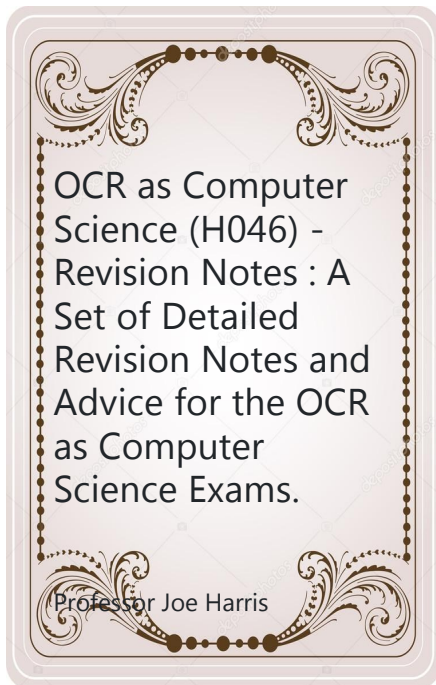 OCR as Computer
Science (H046) -
Revision Notes : A
Set of Detailed
Revision Notes and
Advice for the OCR
as Computer
Science Exams.
Professor Joe Harris